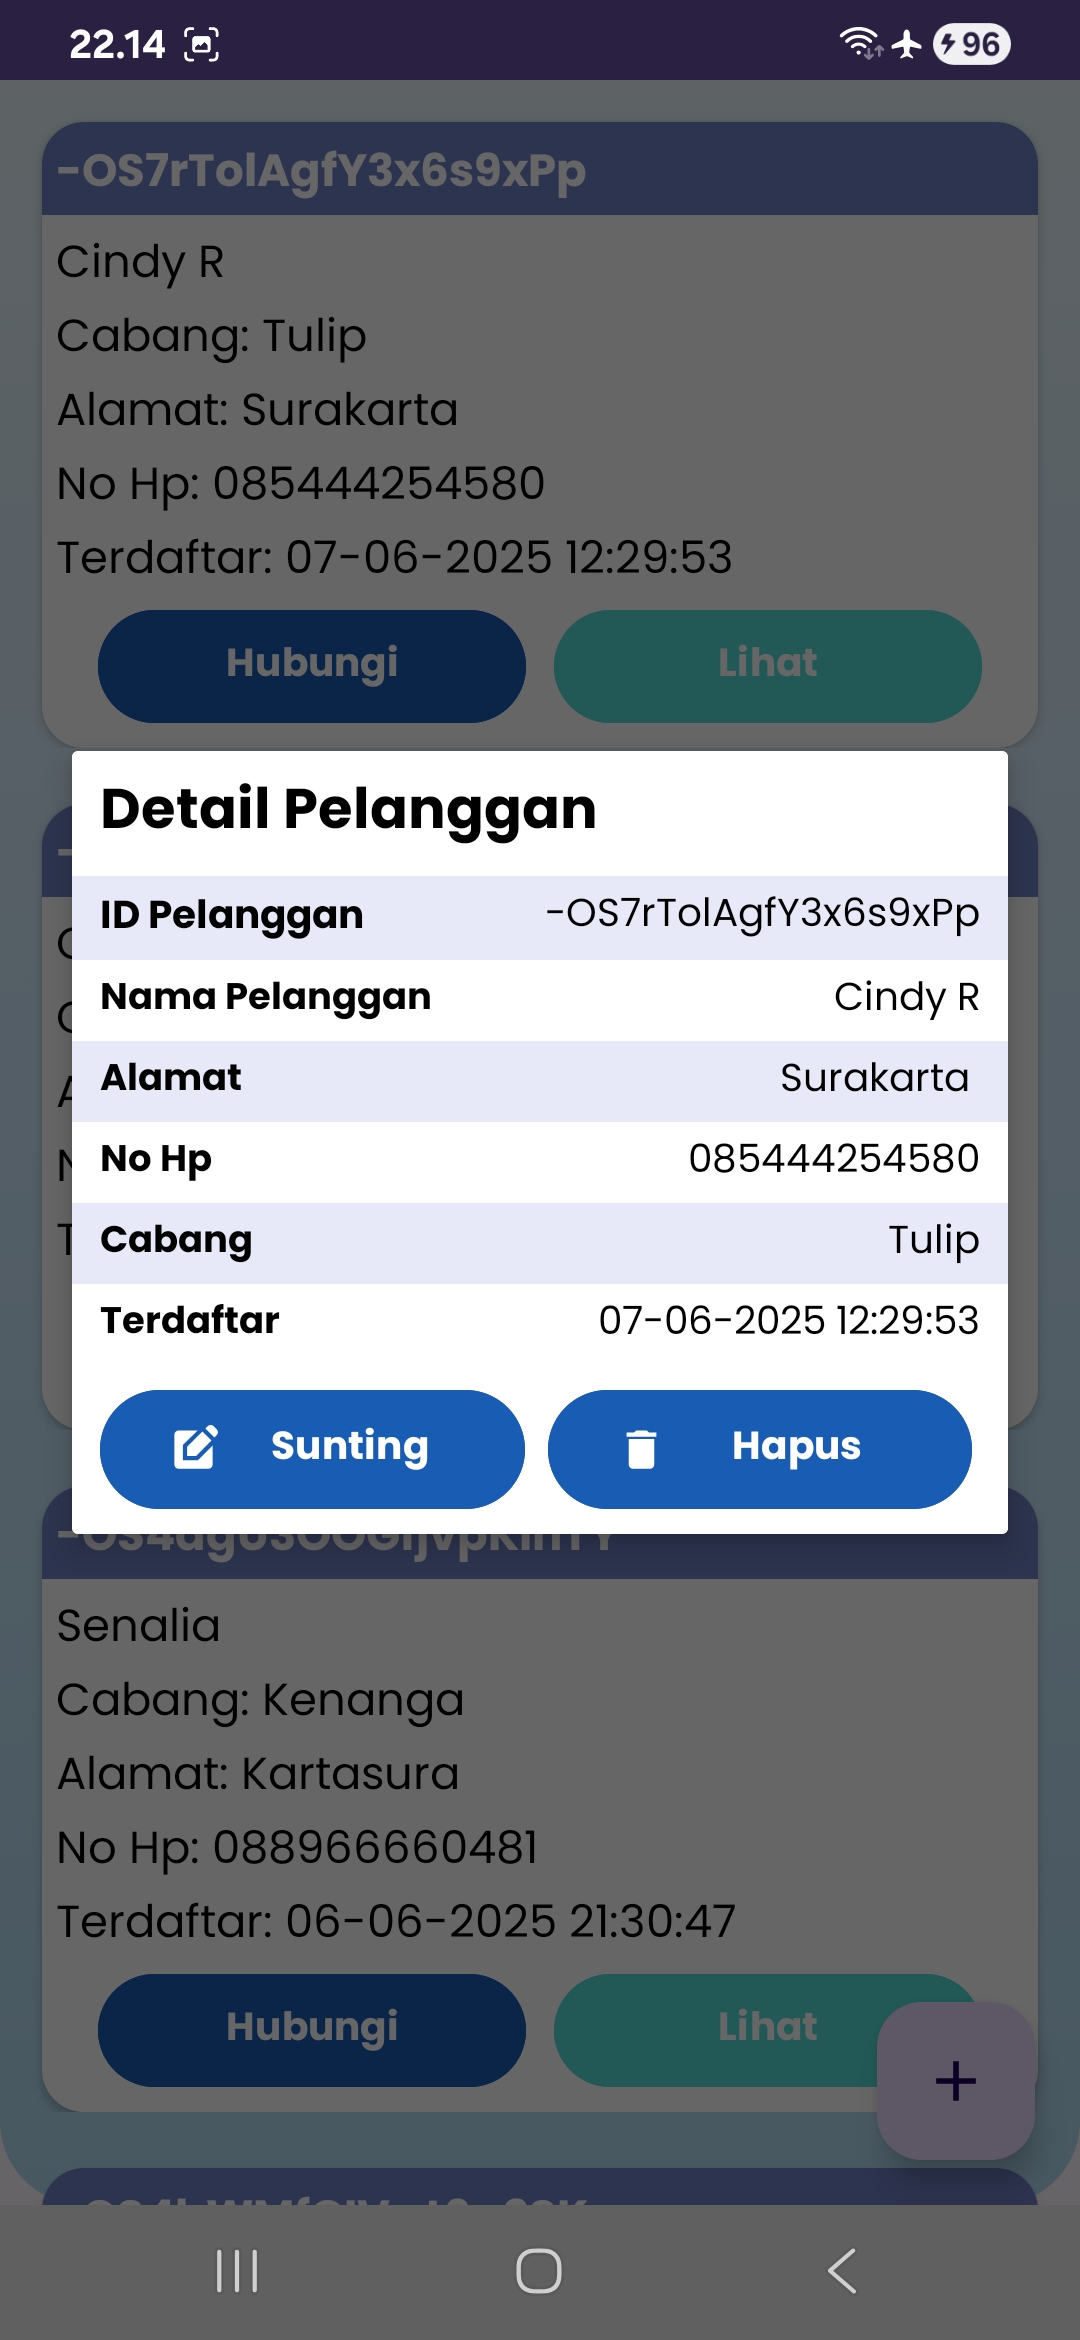 22.14
96
-OS7rTolAgfY3x6s9xPp
Cindy R
Cabang: Tulip
Alamat: Surakarta
No Hp: 085444254580
Terdaftar: 07-06-2025 12:29:53
Hubungi
Lihat
Detail Pelanggan
ID Pelanggan -OS7rTolAgfY3x6s9xPp
Nama Pelanggan Cindy R
Alamat Surakarta
No Hp 085444254580
Cabang Tulip
Terdaftar 07-06-2025 12:29:53
Sunting
Hapus
Senalia
Cabang: Kenanga
Alamat: Kartasura
No Hp: 088966660481
Terdaftar: 06-06-2025 21:30:47
Hubungi
Lihat
+